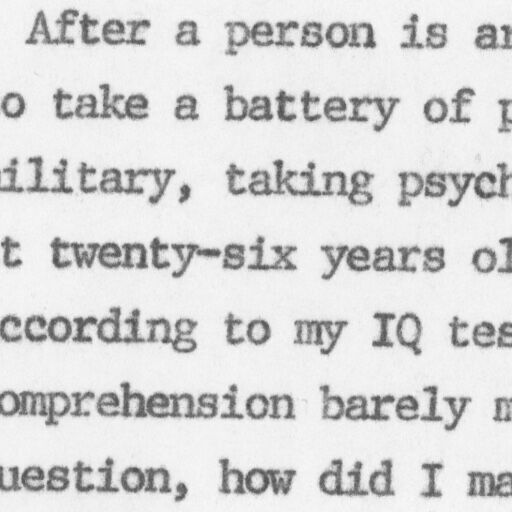 After a person is ar
o take a battery of p
ilitary, taking psych
t twenty-six years ol
ccording to my IQ tes
omprehension barely m
uestion, how did I ma